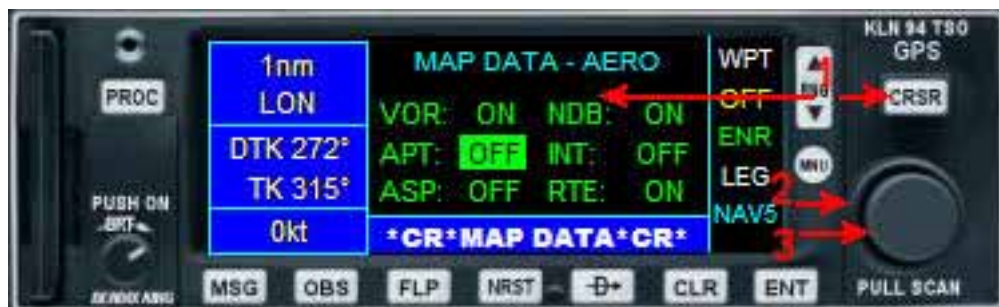 KLN 94 TSO
GPS
PROC
PUSH ON
BRT
1nm
LON
DTK 272°
TK 315°
0kt
MAP DATA - AERO
VOR: ON NDB: ON
APT: OFF INT: OFF
ASP: OFF RTE: ON
*CR*MAP DATA*CR*
WPT
OFF
ENR
LEG
NAV5
MNU
1
CRSR
2
3
MSG OBS FLP NRST D CLR ENT
PULL SCAN